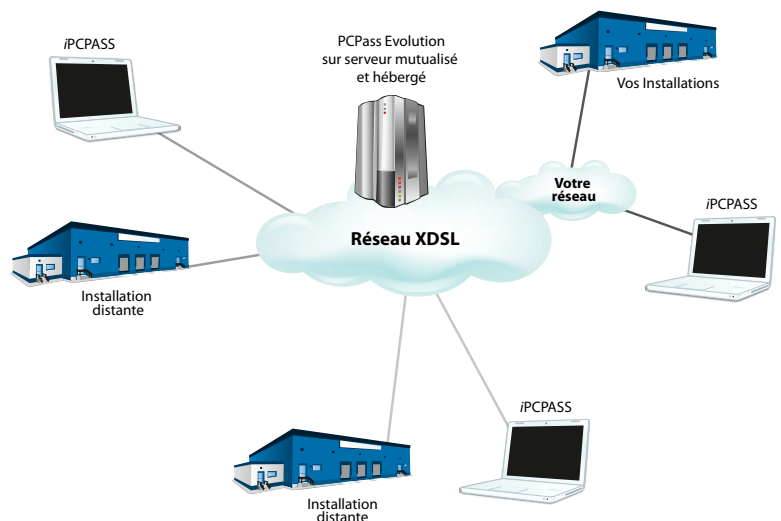 iPCPASS
PCPass Evolution
sur serveur mutualisé
et hébergé
Vos Installations
Votre
réseau
iPCPASS
Réseau XDSL
Installation
distante
iPCPASS
Installation
distante